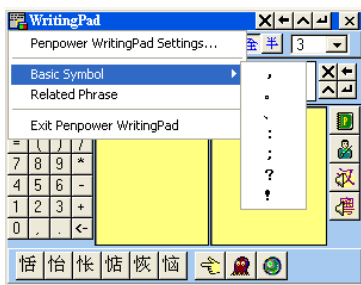 WritingPad
Penpower WritingPad Settings...
全 半 3
Basic Symbol
Related Phrase
Exit Penpower WritingPad
,
。
、
:
;
?
!
= ( ) /
7 8 9 *
4 5 6 -
1 2 3 +
0 , . <-
恬 怡 怅 惦 恢 恼